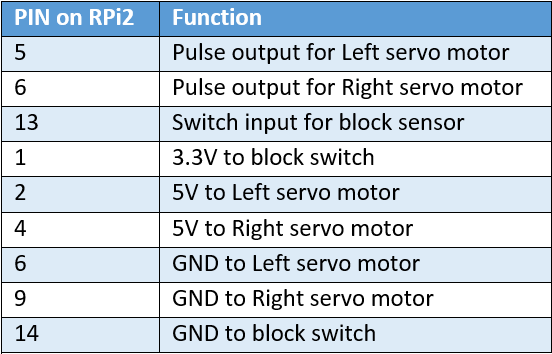 PIN on RPi2 Function
5 Pulse output for Left servo motor
6 Pulse output for Right servo motor
13 Switch input for block sensor
1 3.3V to block switch
2 5V to Left servo motor
4 5V to Right servo motor
6 GND to Left servo motor
9 GND to Right servo motor
14 GND to block switch